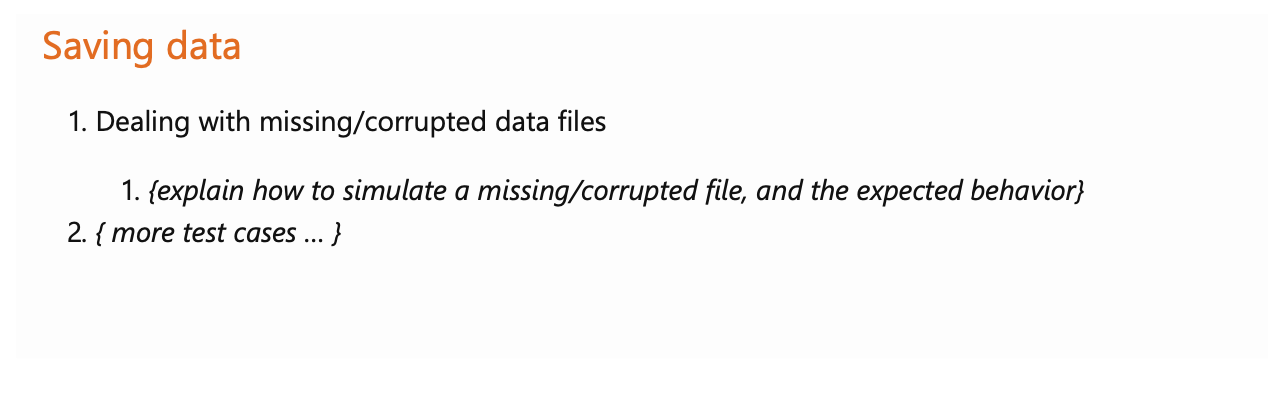 Saving data
1. Dealing with missing/corrupted data files
1. {explain how to simulate a missing/corrupted file, and the expected behavior}
2. { more test cases ... }